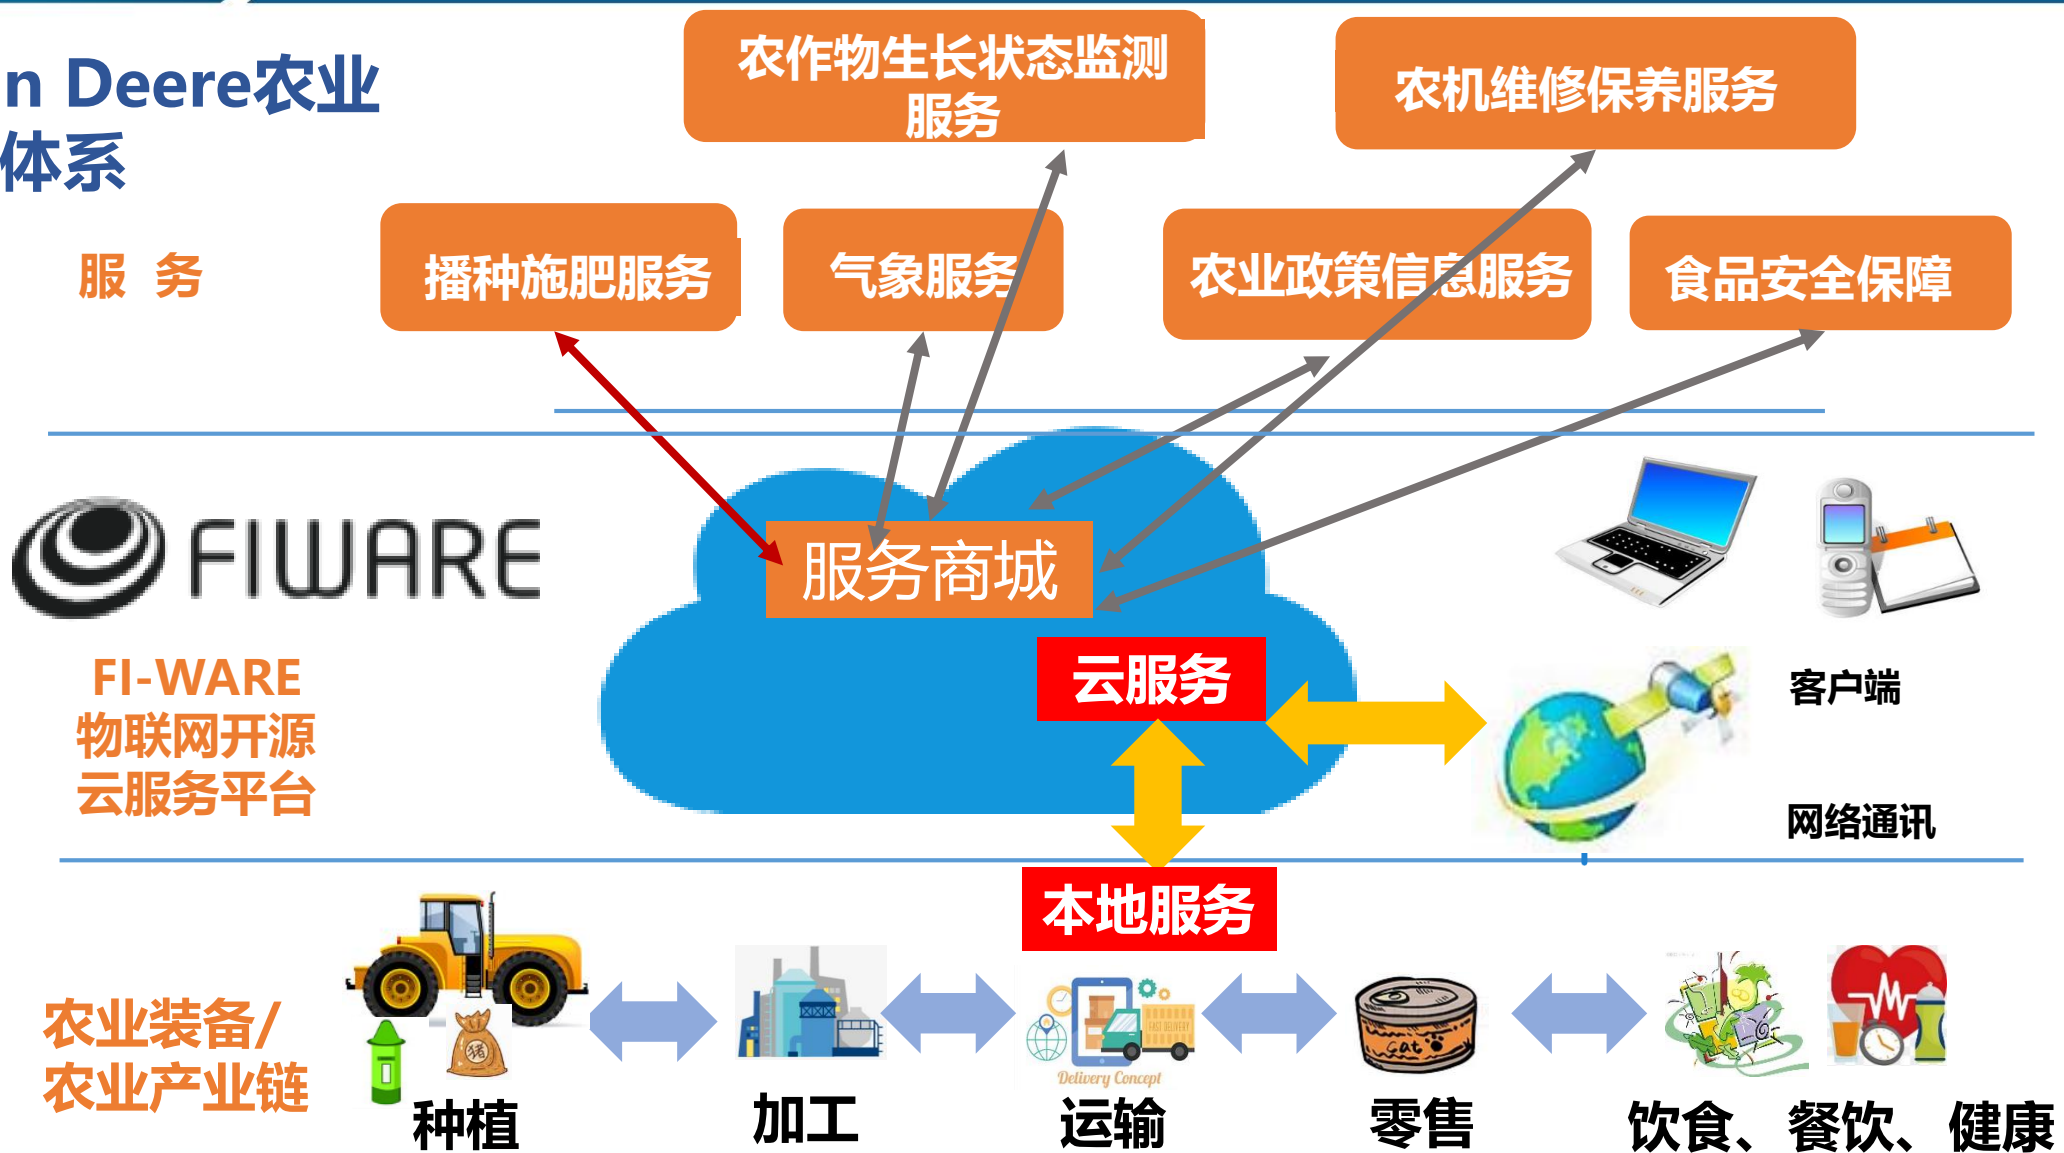 n Deere农业
体系
农作物生长状态监测
服务
农机维修保养服务
服 务
播种施肥服务
气象服务
农业政策信息服务
食品安全保障
FIWARE
服务商城
FI-WARE
物联网开源
云服务平台
云服务
客户端
网络通讯
本地服务
农业装备/
农业产业链
猪
FAST DELIVERY
Delivery Concept
Cat
种植
加工
运输
零售
饮食、餐饮、健康